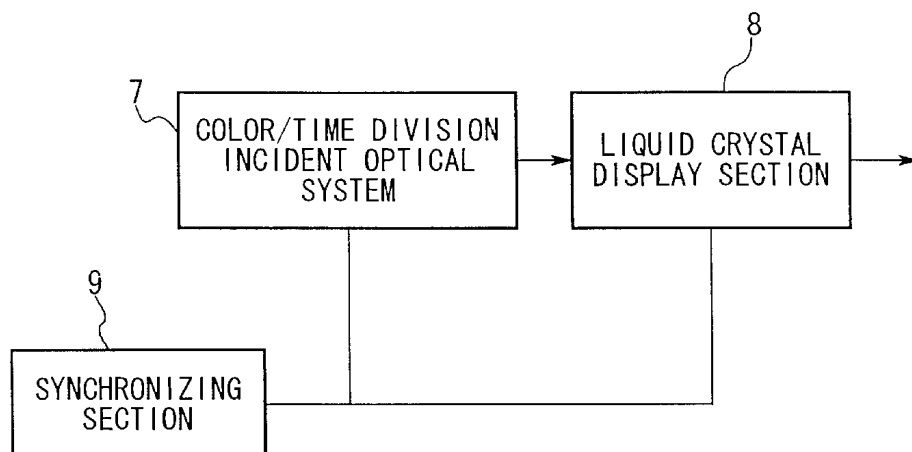 8
7
COLOR/TIME DIVISION
INCIDENT OPTICAL
SYSTEM
LIQUID CRYSTAL
DISPLAY SECTION
9
SYNCHRONIZING
SECTION